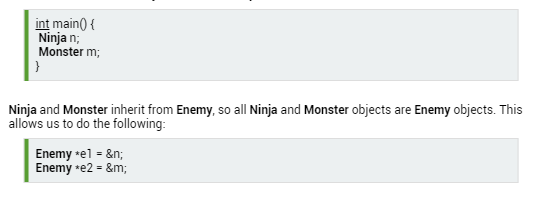 int main() {
Ninja n;
Monster m;
}
Ninja and Monster inherit from Enemy, so all Ninja and Monster objects are Enemy objects. This
allows us to do the following:
Enemy *e1 = &n;
Enemy *e2 = &m;